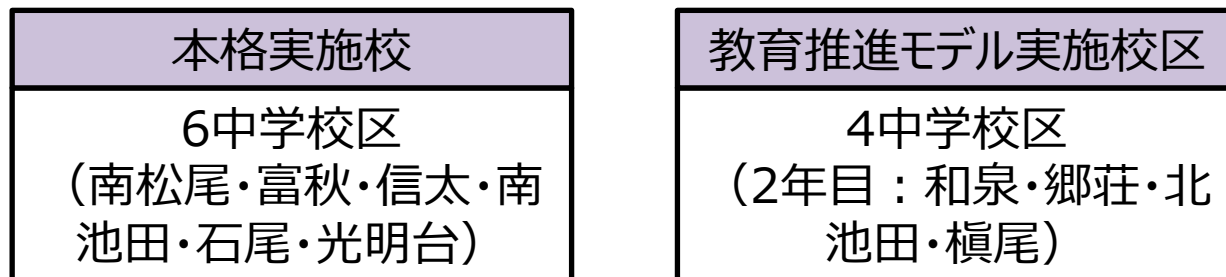 本格実施校
6中学校区
（南松尾・富秋・信太・南
池田・石尾・光明台）
教育推進モデル実施校区
4中学校区
（2年目：和泉・郷荘・北
池田・槇尾）